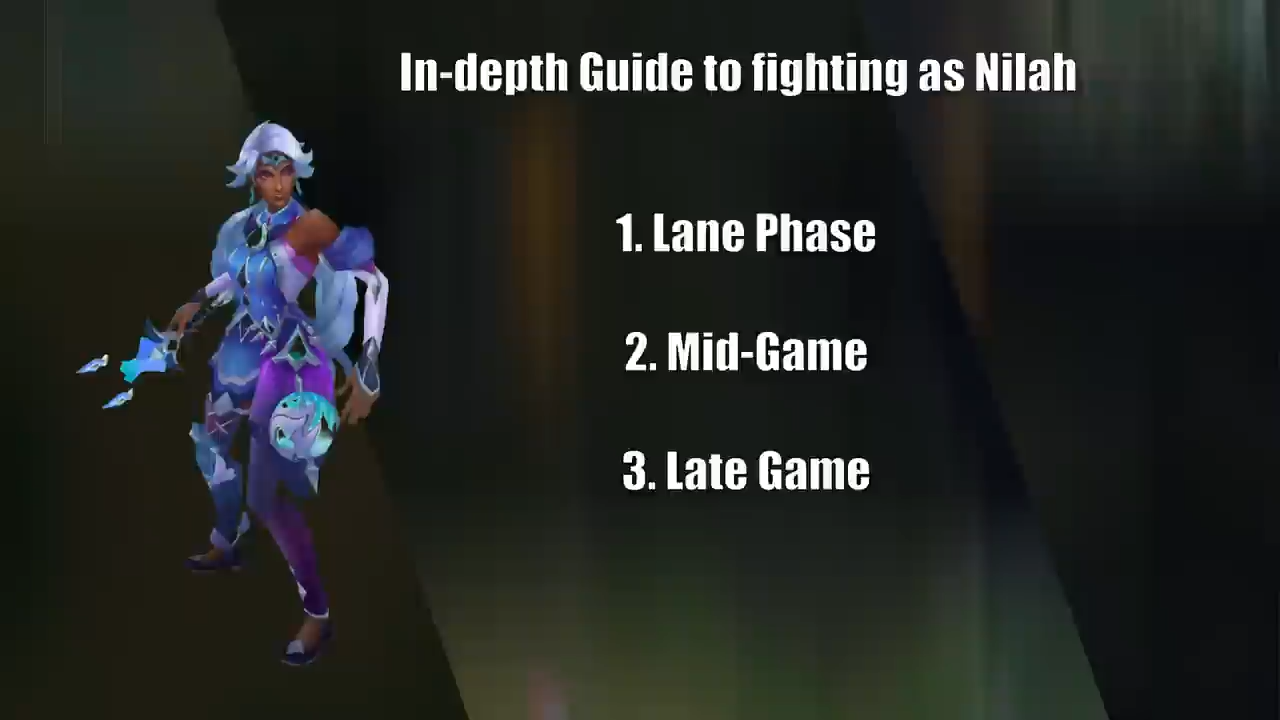 In-depth Guide to fighting as Nilah
1. Lane Phase
2. Mid-Game
3. Late Game